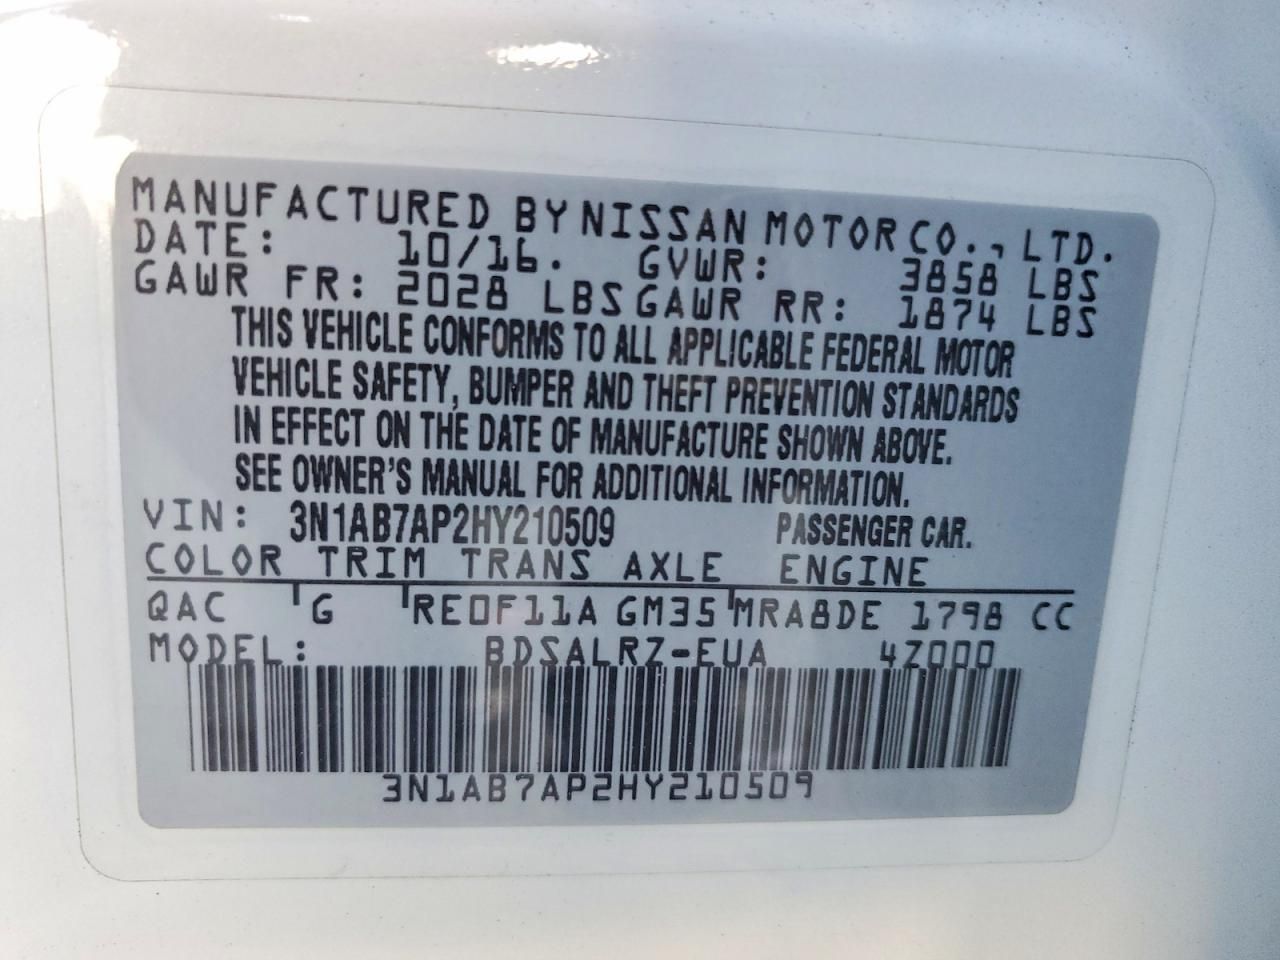 MANUFACTURED BY NISSAN MOTOR CO., LTD.
DATE: 10/16. GVWR: 3858 LBS
GAWR FR: 2028 LBS GAWR RR: 1874 LBS
THIS VEHICLE CONFORMS TO ALL APPLICABLE FEDERAL MOTOR
VEHICLE SAFETY, BUMPER AND THEFT PREVENTION STANDARDS
IN EFFECT ON THE DATE OF MANUFACTURE SHOWN ABOVE.
SEE OWNER'S MANUAL FOR ADDITIONAL INFORMATION.
VIN: 3N1AB7AP2HY210509 PASSENGER CAR.
COLOR TRIM TRANS AXLE ENGINE
QAC G RE0F11A GM35 MRA8DE 1798 CC
MODEL: BDSALRZ-EUA 4Z000
3N1AB7AP2HY210509